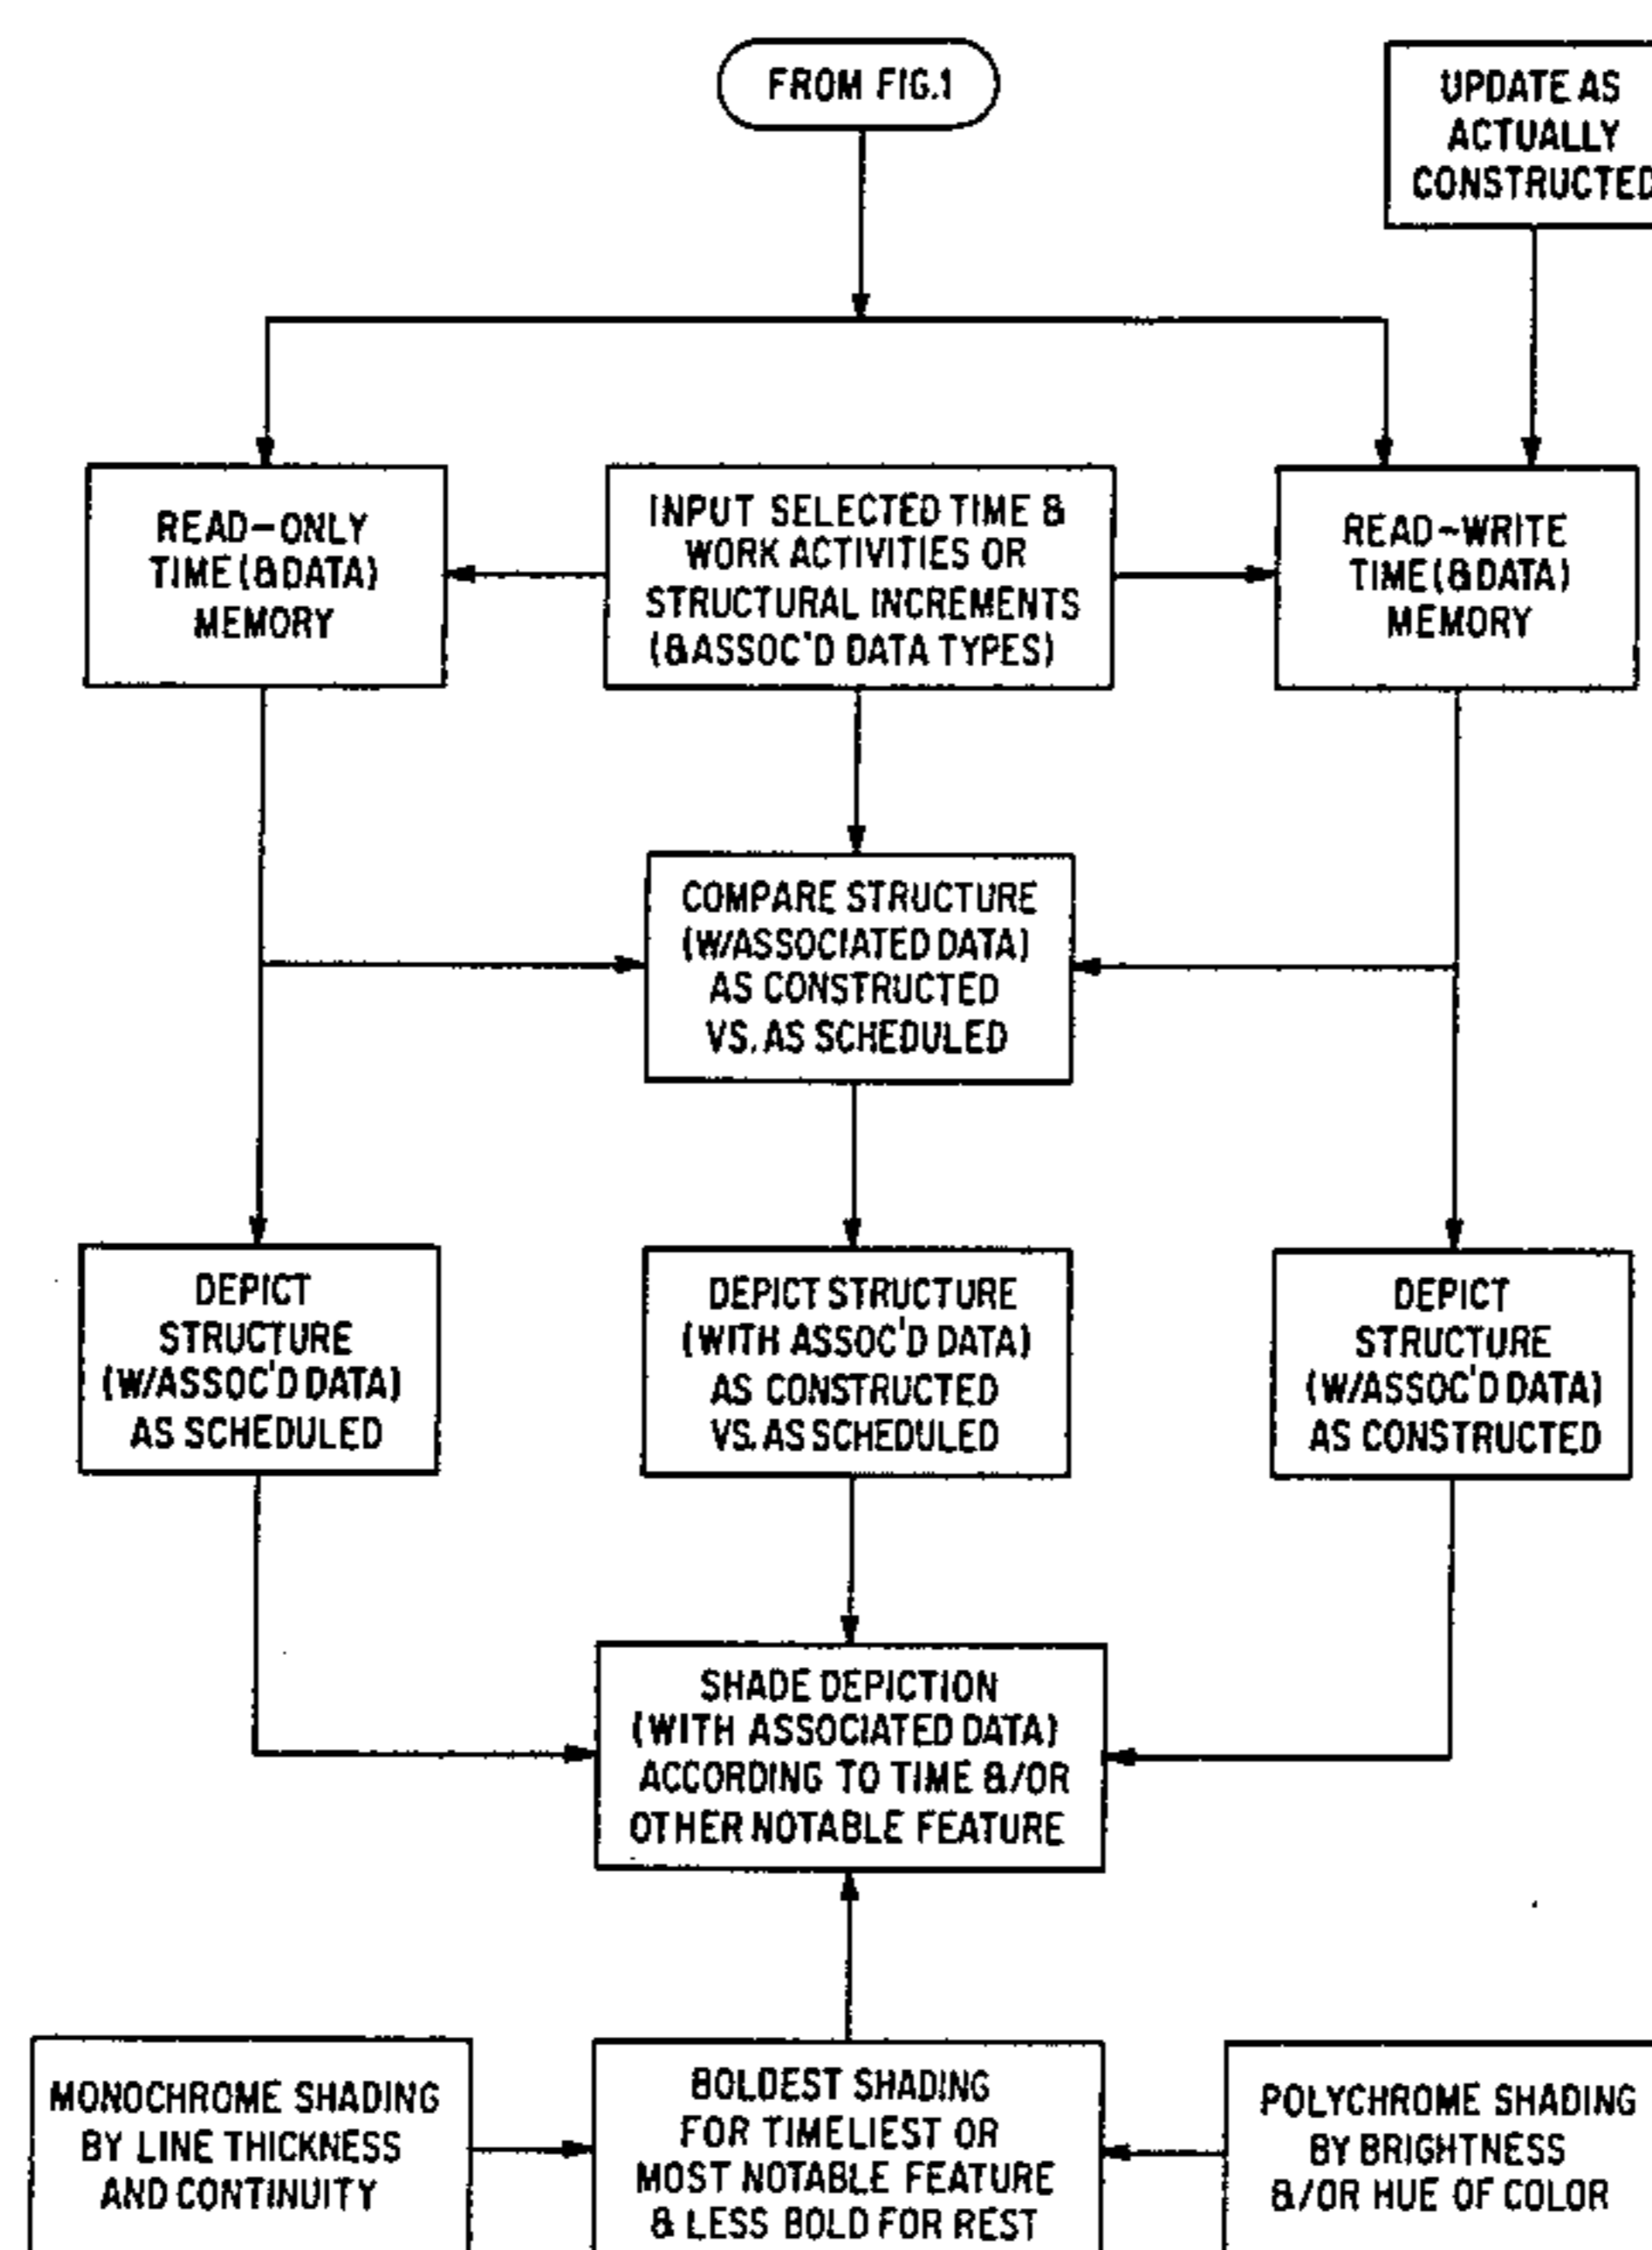 FROM FIG.1
UPDATE AS
ACTUALLY
CONSTRUCTED
READ-ONLY
TIME (& DATA)
MEMORY
INPUT SELECTED TIME &
WORK ACTIVITIES OR
STRUCTURAL INCREMENTS
(& ASSOC'D DATA TYPES)
READ-WRITE
TIME (& DATA)
MEMORY
COMPARE STRUCTURE
(W/ASSOCIATED DATA)
AS CONSTRUCTED
VS. AS SCHEDULED
DEPICT
STRUCTURE
(W/ASSOC'D DATA)
AS SCHEDULED
DEPICT STRUCTURE
(WITH ASSOC'D DATA)
AS CONSTRUCTED
VS. AS SCHEDULED
DEPICT
STRUCTURE
(W/ASSOC'D DATA)
AS CONSTRUCTED
SHADE DEPICTION
(WITH ASSOCIATED DATA)
ACCORDING TO TIME &/OR
OTHER NOTABLE FEATURE
MONOCHROME SHADING
BY LINE THICKNESS
AND CONTINUITY
BOLDEST SHADING
FOR TIMELIEST OR
MOST NOTABLE FEATURE
& LESS BOLD FOR REST
POLYCHROME SHADING
BY BRIGHTNESS
&/OR HUE OF COLOR